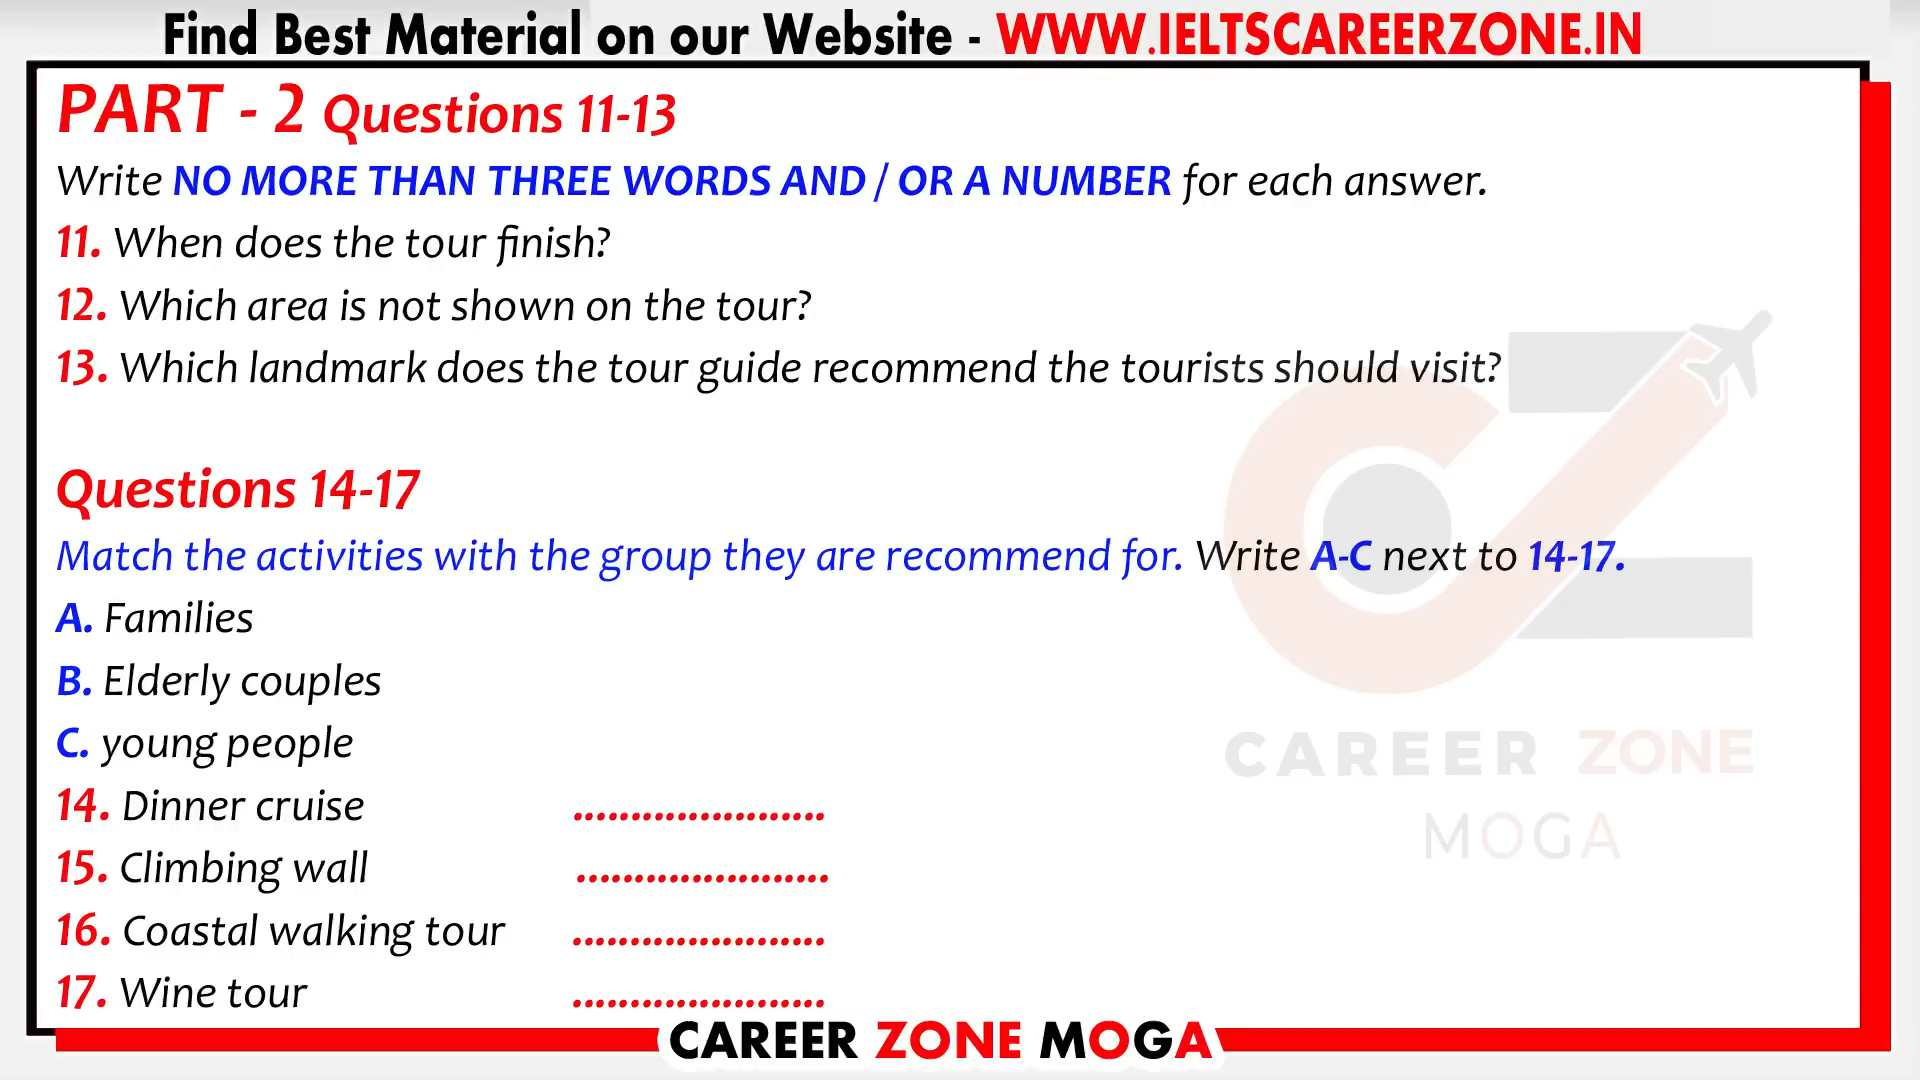 Find Best Material on our Website - WWW.IELTSCAREERZONE.IN
PART - 2 Questions 11-13
Write NO MORE THAN THREE WORDS AND / OR A NUMBER for each answer.
11. When does the tour finish?
12. Which area is not shown on the tour?
13. Which landmark does the tour guide recommend the tourists should visit?
Questions 14-17
Match the activities with the group they are recommend for. Write A-C next to 14-17.
A. Families
B. Elderly couples
C. young people
14. Dinner cruise ......................
15. Climbing wall ......................
16. Coastal walking tour ......................
17. Wine tour ......................
CZ
CAREER ZONE
MOGA
CAREER ZONE MOGA